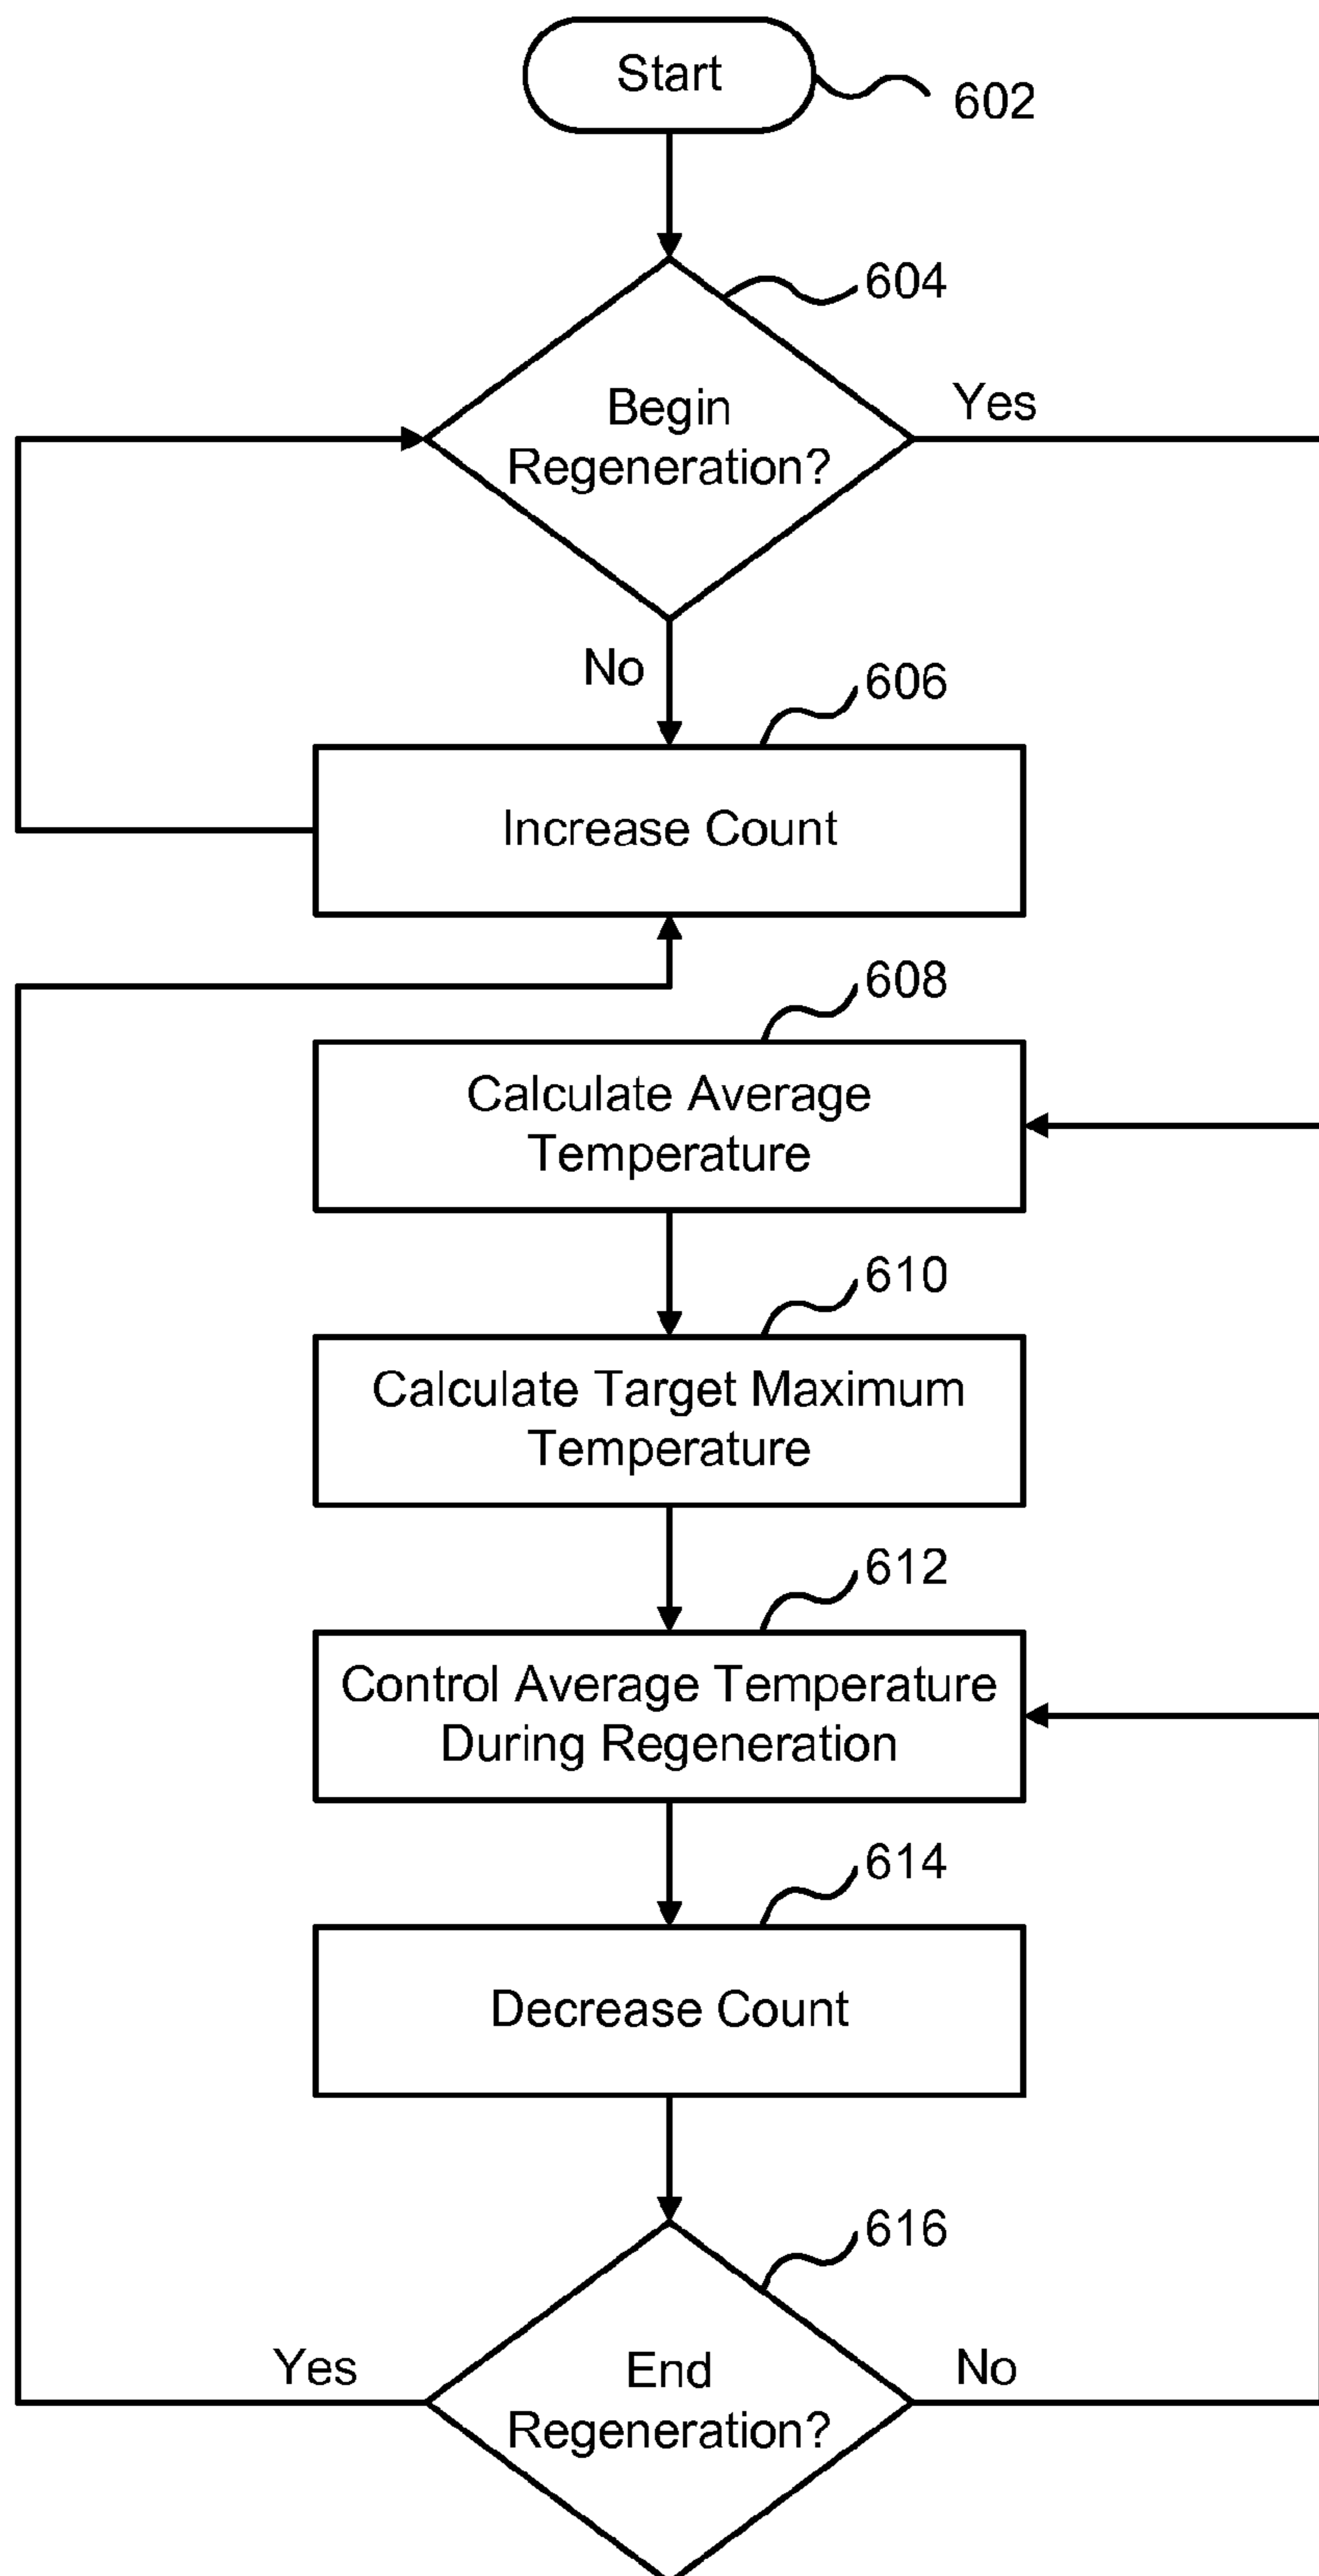 Start
602
604
Begin
Regeneration?
Yes
No
606
Increase Count
608
Calculate Average
Temperature
610
Calculate Target Maximum
Temperature
612
Control Average Temperature
During Regeneration
614
Decrease Count
616
Yes
End
Regeneration?
No